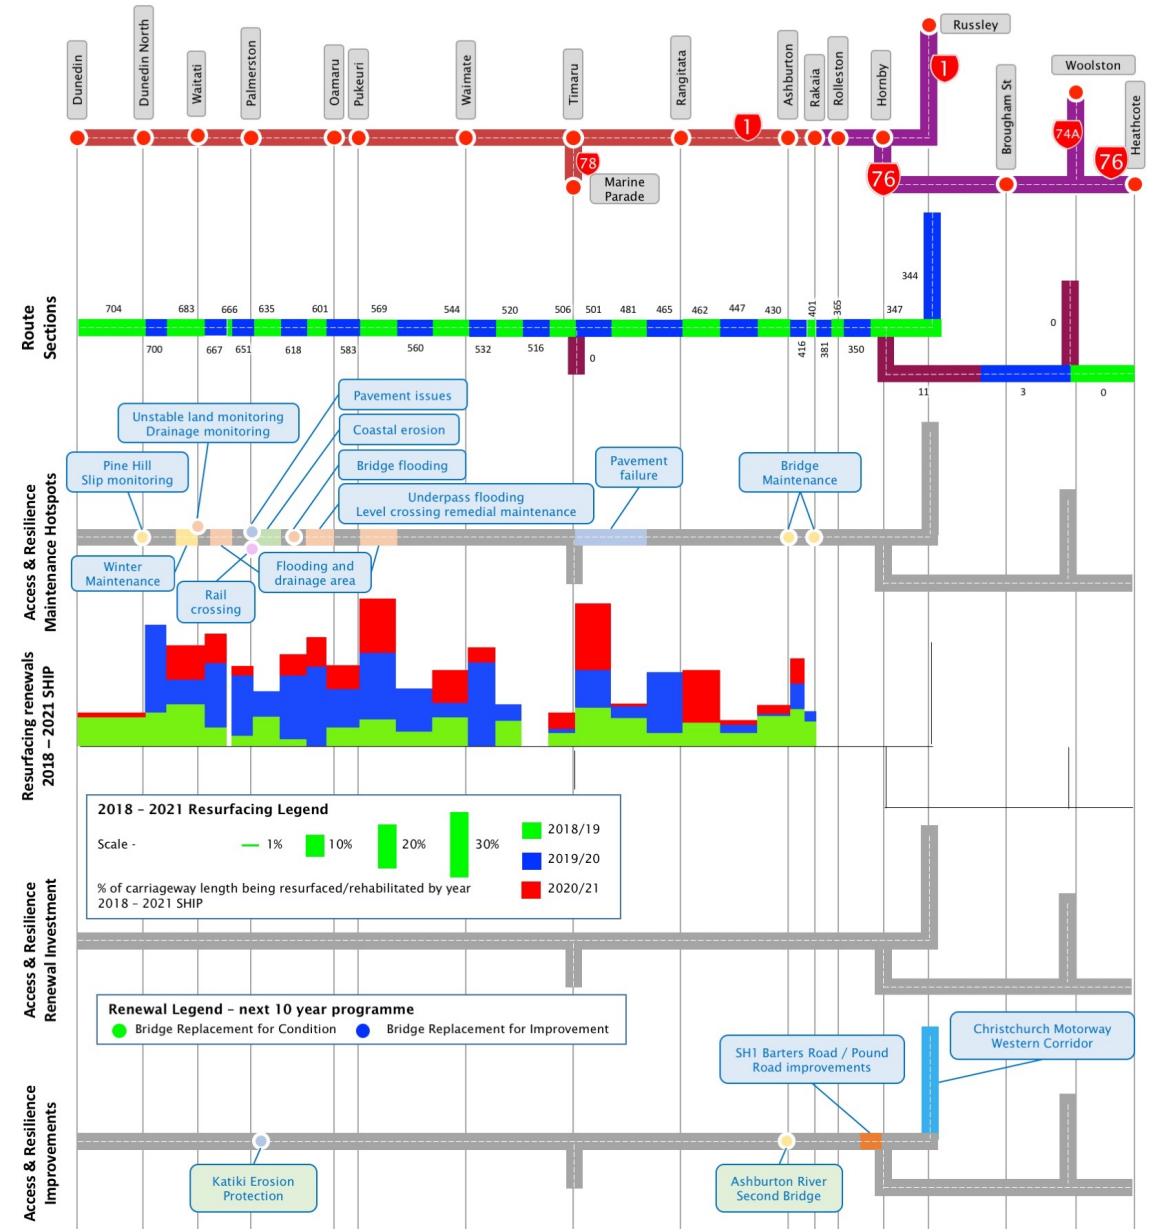 Dunedin
Dunedin North
Waitati
Palmerston
Oamaru
Pukeuri
Waimate
Timaru
Rangitata
Ashburton
Rakaia
Rolleston
Hornby
Russley
Brougham St
Woolston
Heathcote
1
1
78
Marine
Parade
76
74A
76
Route
Sections
704
683
666
635
601
569
544
520
506
501
481
465
462
447
430
401
365
347
344
0
700
667
651
618
583
560
532
516
0
416
381
350
11
3
0
Access & Resilience
Maintenance Hotspots
Pavement issues
Unstable land monitoring
Drainage monitoring
Coastal erosion
Pine Hill
Slip monitoring
Bridge flooding
Pavement
failure
Bridge
Maintenance
Underpass flooding
Level crossing remedial maintenance
Winter
Maintenance
Rail
crossing
Flooding and
drainage area
Resurfacing renewals
2018 – 2021 SHIP
2018 – 2021 Resurfacing Legend
Scale -
1%
10%
20%
30%
2018/19
2019/20
2020/21
% of carriageway length being resurfaced/rehabilitated by year
2018 – 2021 SHIP
Access & Resilience
Renewal Investment
Renewal Legend – next 10 year programme
Bridge Replacement for Condition
Bridge Replacement for Improvement
Access & Resilience
Improvements
SH1 Barters Road / Pound
Road improvements
Christchurch Motorway
Western Corridor
Katiki Erosion
Protection
Ashburton River
Second Bridge